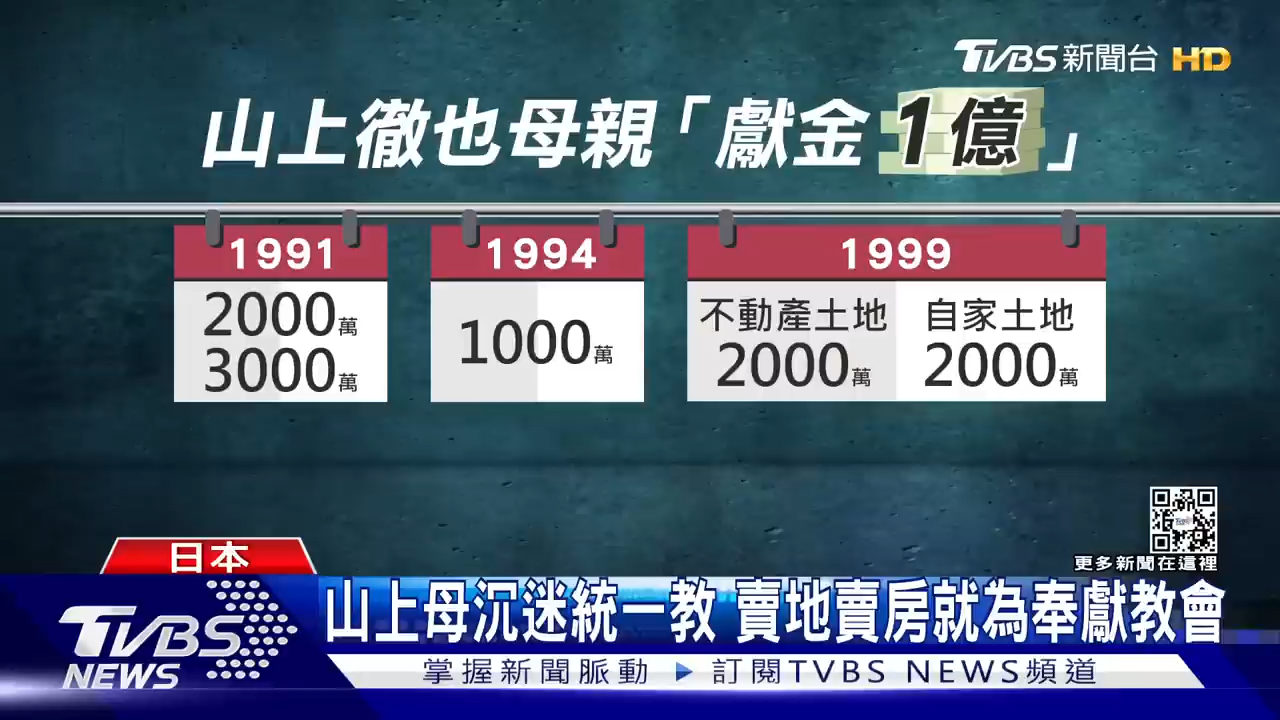 TVBS新聞台 HD
山上徹也母親「獻金1億」
1991
2000萬
3000萬
1994
1000萬
1999
不動產土地
2000萬
自家土地
2000萬
更多新聞在這裡
日本
山上母沉迷統一教 賣地賣房就為奉獻教會
TVBS
NEWS
掌握新聞脈動 ▶ 訂閱TVBS NEWS頻道